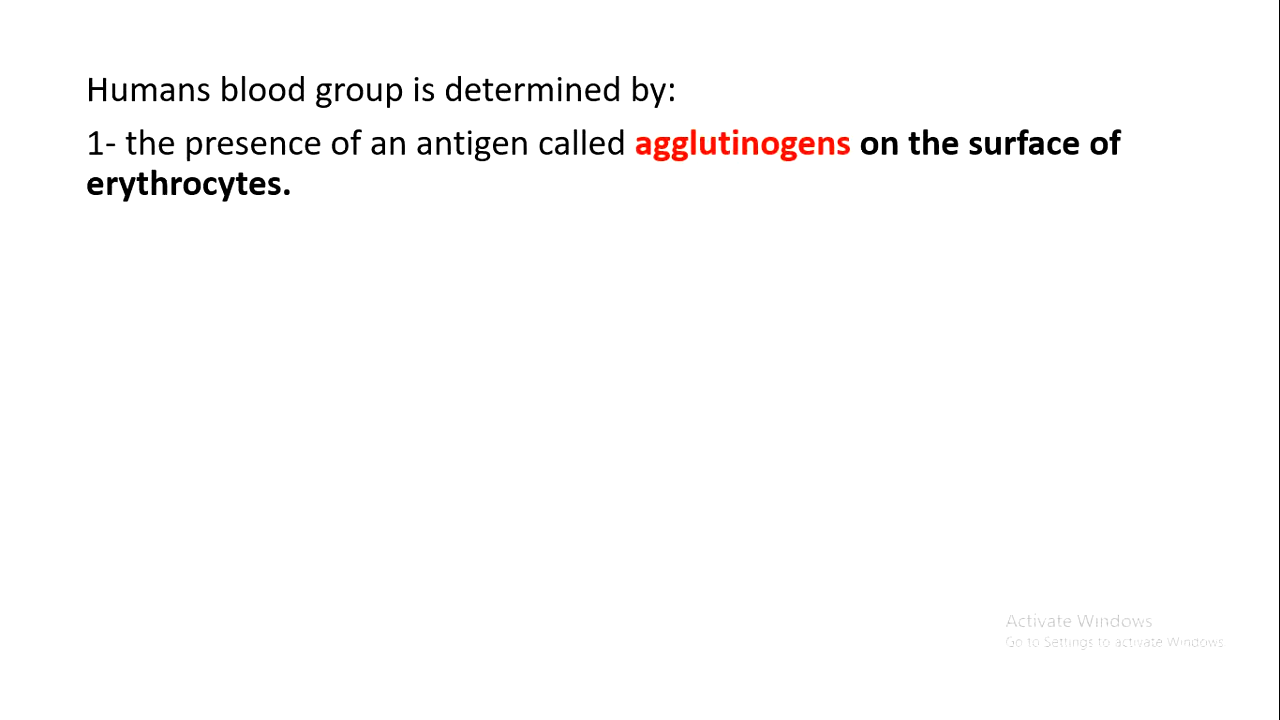 Humans blood group is determined by:
1- the presence of an antigen called agglutinogens on the surface of
erythrocytes.
Activate Windows
Go to Settings to activate Windows